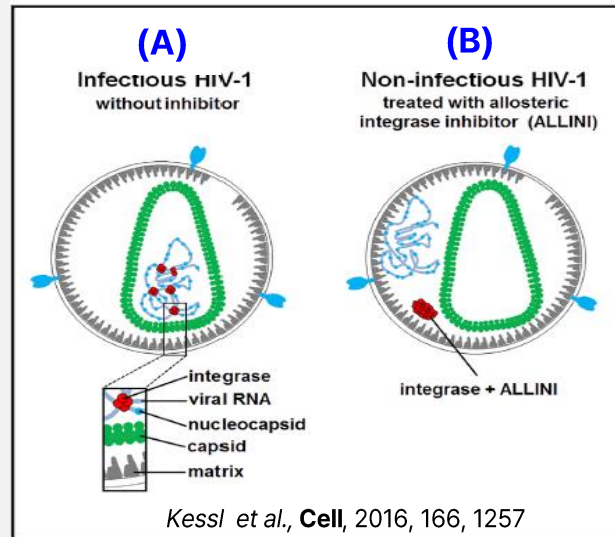 (A)
(B)
Infectious HIV-1
without inhibitor
Non-infectious HIV-1
treated with allosteric
integrase inhibitor (ALLINI)
integrase
viral RNA
nucleocapsid
capsid
matrix
integrase + ALLINI
Kessl et al., Cell, 2016, 166, 1257